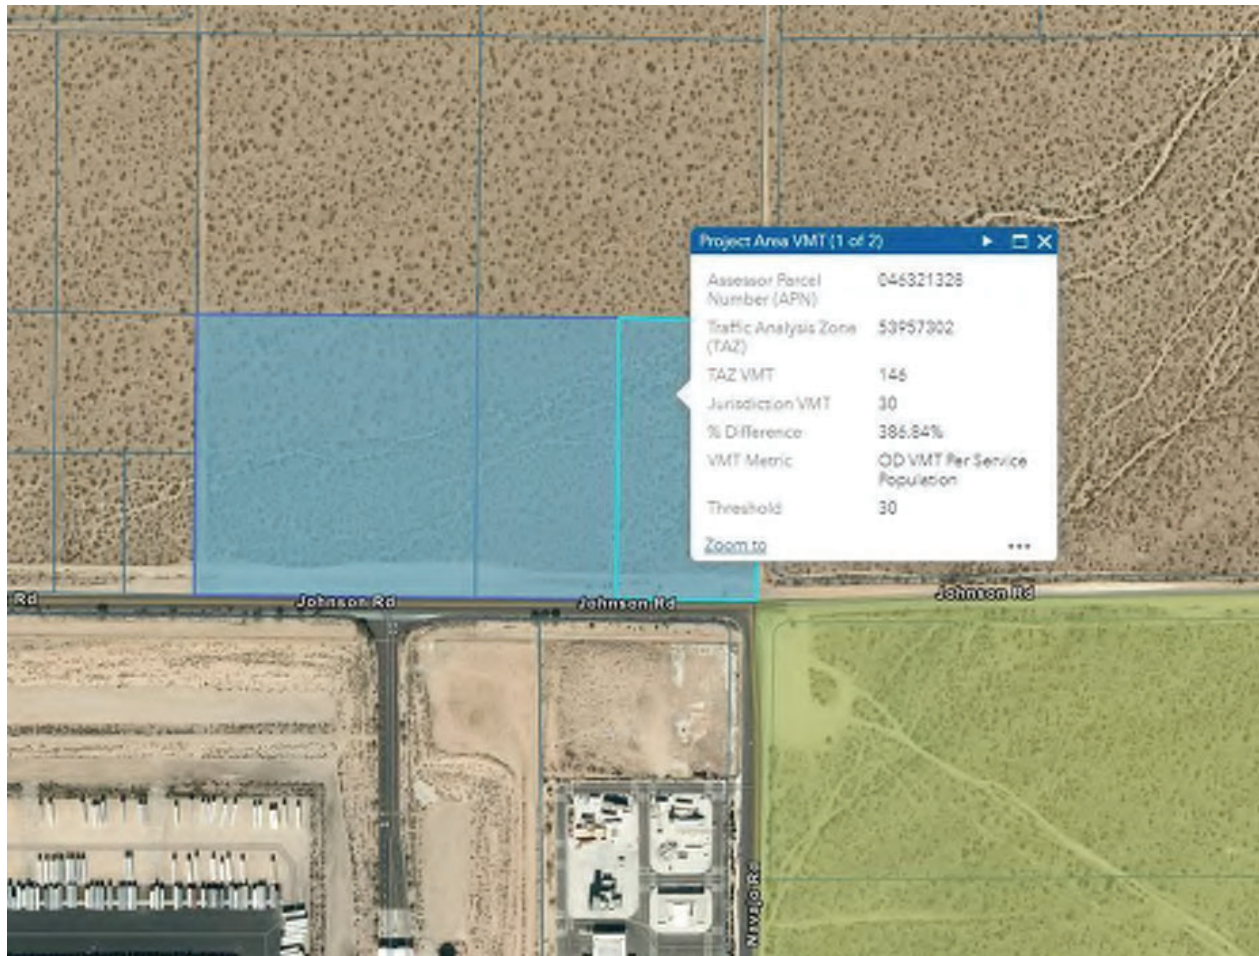 Project Area VMT (1 of 2)
Assessor Parcel 046321328
Number (APN)
Traffic Analysis Zone 53957302
(TAZ)
TAZ VMT 146
Jurisdiction VMT 30
% Difference 386.84%
VMT Metric OD VMT Per Service
Population
Threshold 30
Zoom to
Rd
Johnson Rd
Johnson Rd
Johnson Rd
Navajo Rd